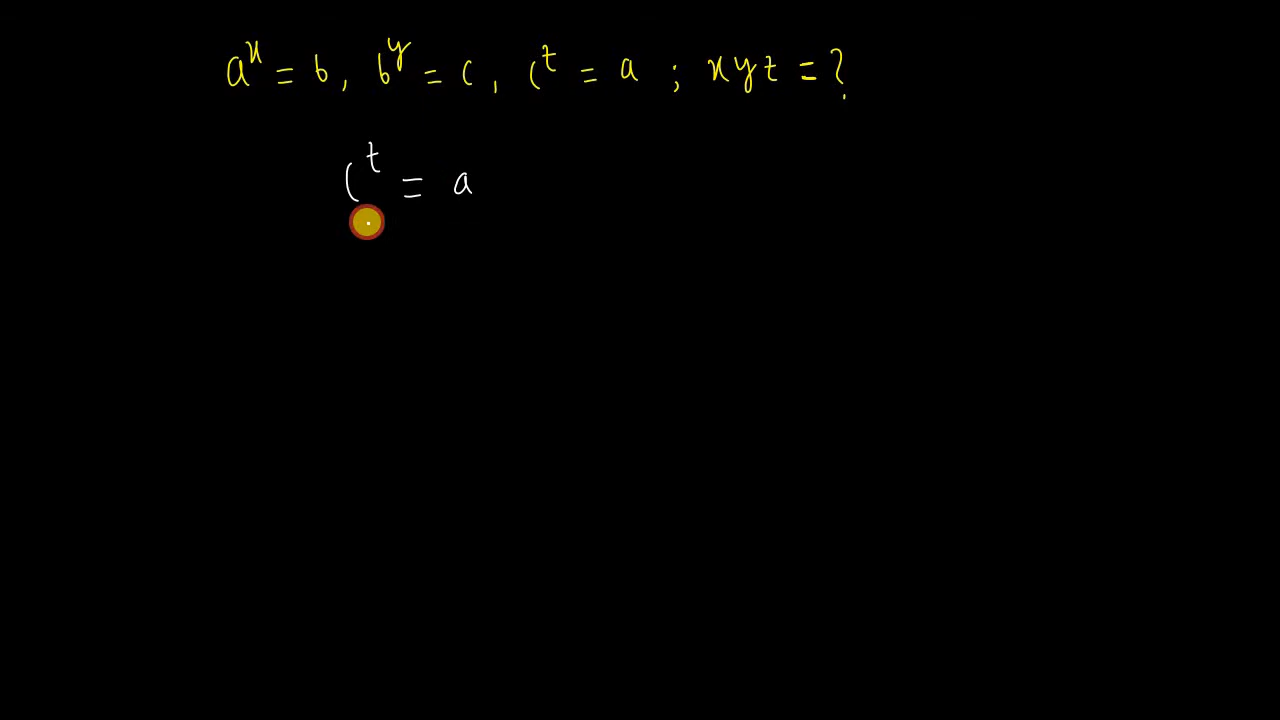 a^x = b, b^y = c, c^t = a ; xyt = ?
c^t = a